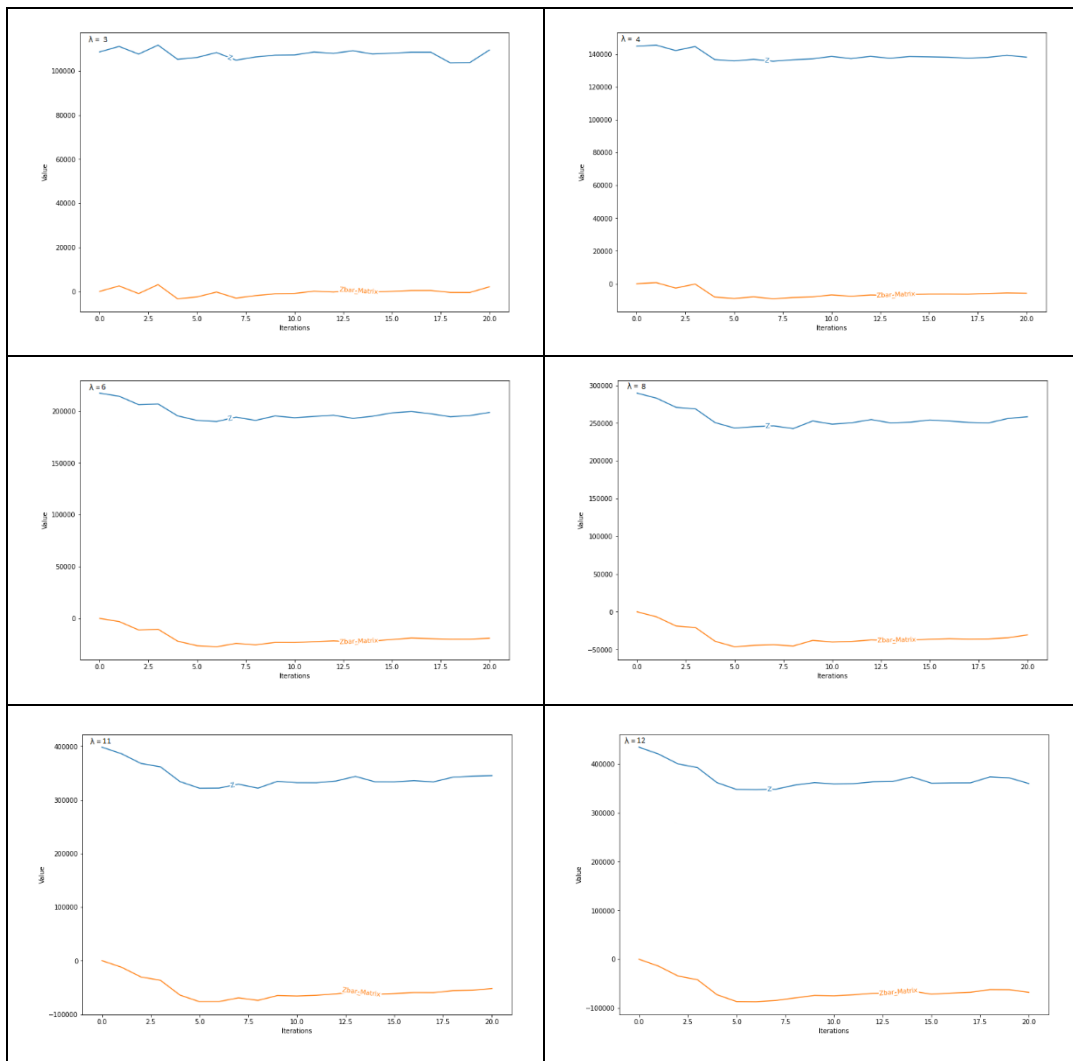 λ = 3
100000
80000
60000
40000
20000
0
Value
Z
Zbar_Matrix
0.0 2.5 5.0 7.5 10.0 12.5 15.0 17.5 20.0
Iterations
λ = 4
140000
120000
100000
80000
60000
40000
20000
0
Value
Z
Zbar_Matrix
0.0 2.5 5.0 7.5 10.0 12.5 15.0 17.5 20.0
Iterations
λ = 6
200000
150000
100000
50000
0
Value
Z
Zbar_Matrix
0.0 2.5 5.0 7.5 10.0 12.5 15.0 17.5 20.0
Iterations
λ = 8
300000
250000
200000
150000
100000
50000
0
−50000
Value
Z
Zbar_Matrix
0.0 2.5 5.0 7.5 10.0 12.5 15.0 17.5 20.0
Iterations
λ = 11
400000
300000
200000
100000
0
−100000
Value
Z
Zbar_Matrix
0.0 2.5 5.0 7.5 10.0 12.5 15.0 17.5 20.0
Iterations
λ = 12
400000
300000
200000
100000
0
−100000
Value
Z
Zbar_Matrix
0.0 2.5 5.0 7.5 10.0 12.5 15.0 17.5 20.0
Iterations